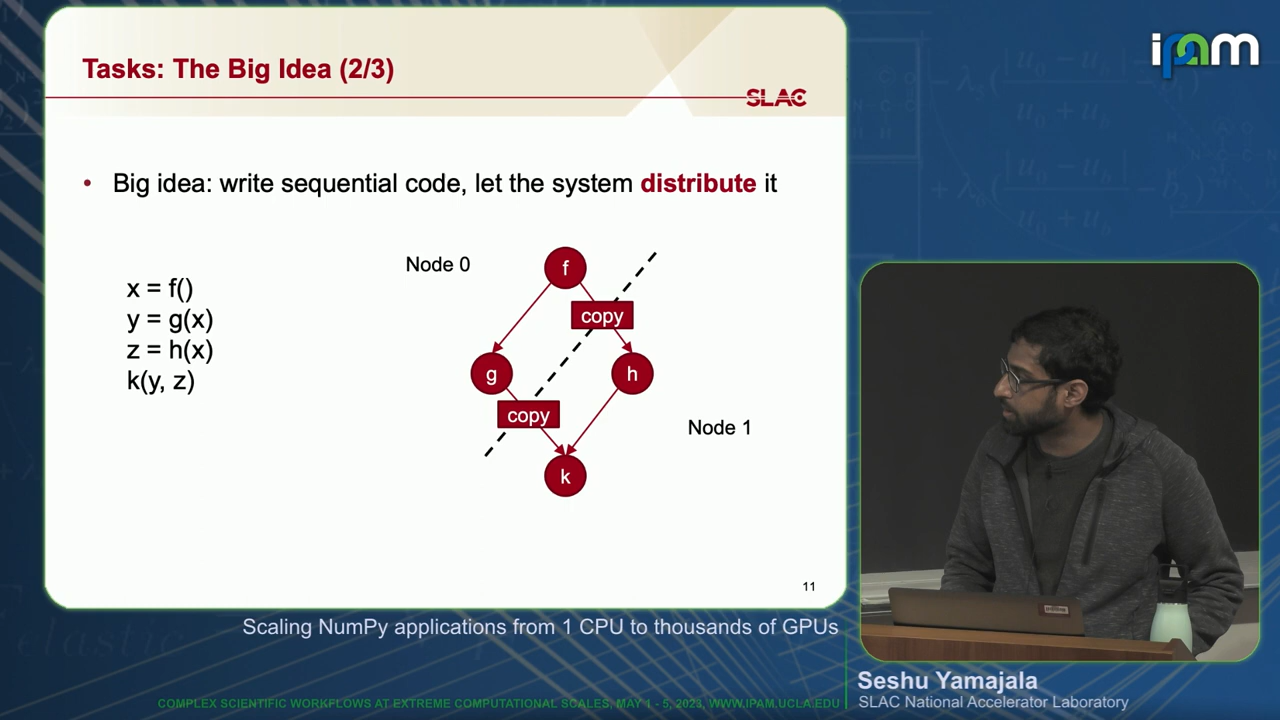 Tasks: The Big Idea (2/3)
SLAC
ipam
• Big idea: write sequential code, let the system distribute it
Node 0
f
x = f()
copy
y = g(x)
z = h(x)
g
h
k(y, z)
copy
Node 1
k
11
Scaling NumPy applications from 1 CPU to thousands of GPUs
Seshu Yamajala
SLAC National Accelerator Laboratory
COMPLEX SCIENTIFIC WORKFLOWS AT EXTREME COMPUTATIONAL SCALES, MAY 1 - 5, 2023, WWW.IPAM.UCLA.EDU